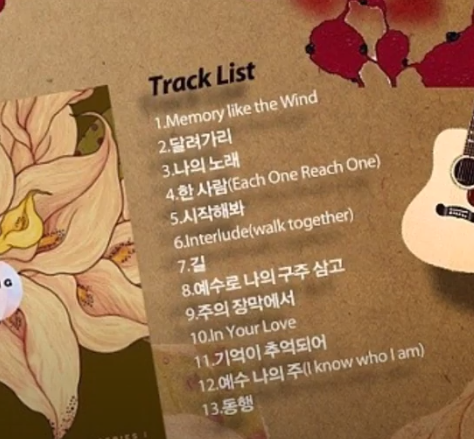 Track List
1.Memory like the Wind
2.달려가리
3.나의 노래
4.한 사람(Each One Reach One)
5.시작해봐
6.Interlude(walk together)
7.길
8.예수로 나의 구주 삼고
9.주의 장막에서
10.In Your Love
11.기억이 추억되어
12.예수 나의 주(I know who I am)
13.동행